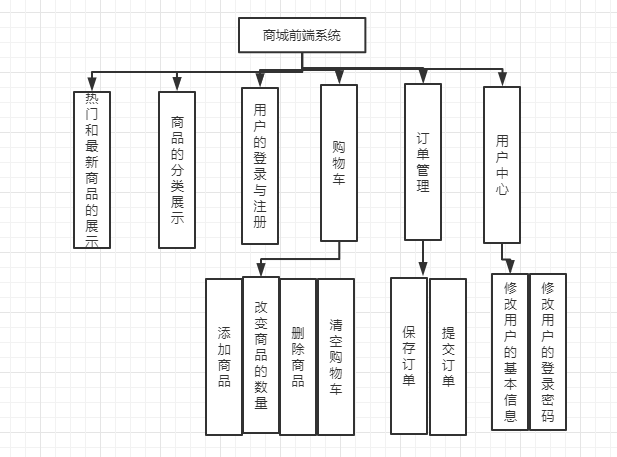 商城前端系统
热门和最新商品的展示
商品的分类展示
用户的登录与注册
购物车
订单管理
用户中心
添加商品
改变商品的数量
删除商品
清空购物车
保存订单
提交订单
修改用户的基本信息
修改用户的登录密码